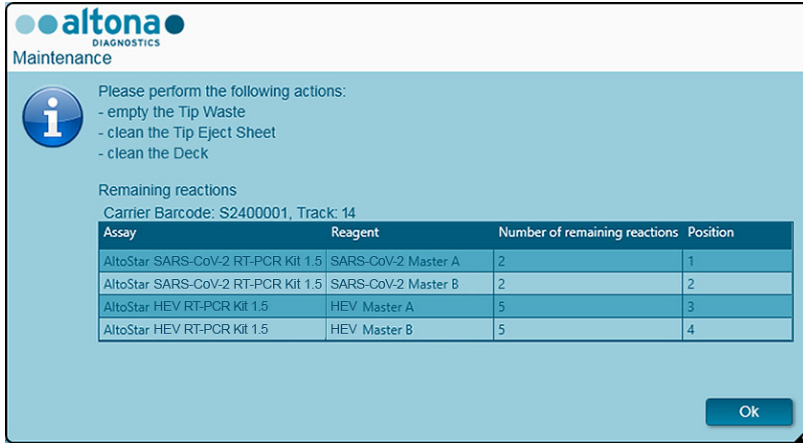 altona
DIAGNOSTICS
Maintenance
Please perform the following actions:
- empty the Tip Waste
- clean the Tip Eject Sheet
- clean the Deck
Remaining reactions
Carrier Barcode: S2400001, Track: 14
Assay Reagent Number of remaining reactions Position
AltoStar SARS-CoV-2 RT-PCR Kit 1.5 SARS-CoV-2 Master A 2 1
AltoStar SARS-CoV-2 RT-PCR Kit 1.5 SARS-CoV-2 Master B 2 2
AltoStar HEV RT-PCR Kit 1.5 HEV Master A 5 3
AltoStar HEV RT-PCR Kit 1.5 HEV Master B 5 4
Ok